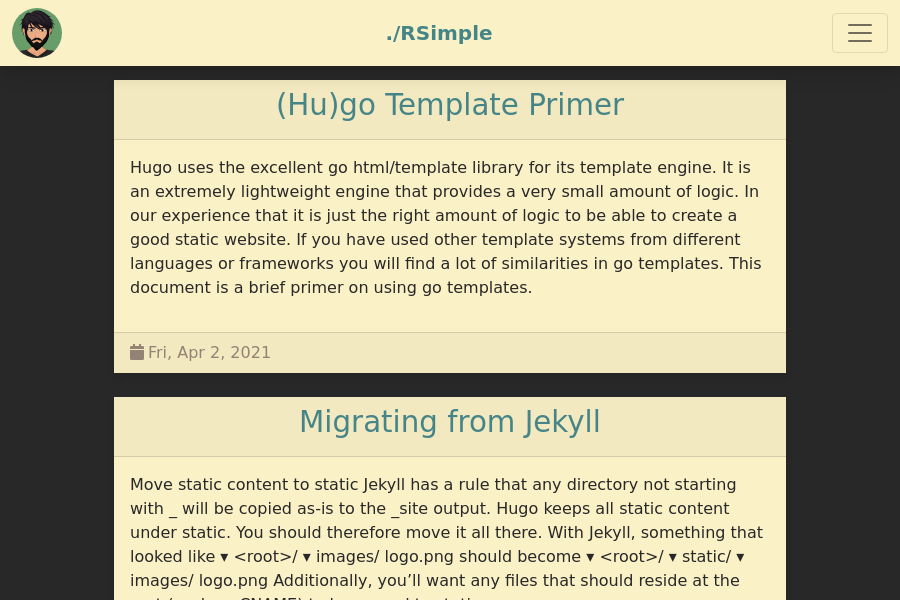 ./RSimple
(Hu)go Template Primer
Hugo uses the excellent go html/template library for its template engine. It is
an extremely lightweight engine that provides a very small amount of logic. In
our experience that it is just the right amount of logic to be able to create a
good static website. If you have used other template systems from different
languages or frameworks you will find a lot of similarities in go templates. This
document is a brief primer on using go templates.
Fri, Apr 2, 2021
Migrating from Jekyll
Move static content to static Jekyll has a rule that any directory not starting
with _ will be copied as-is to the _site output. Hugo keeps all static content
under static. You should therefore move it all there. With Jekyll, something that
looked like ▾ <root>/ ▾ images/ logo.png should become ▾ <root>/ ▾ static/ ▾
images/ logo.png Additionally, you’ll want any files that should reside at the